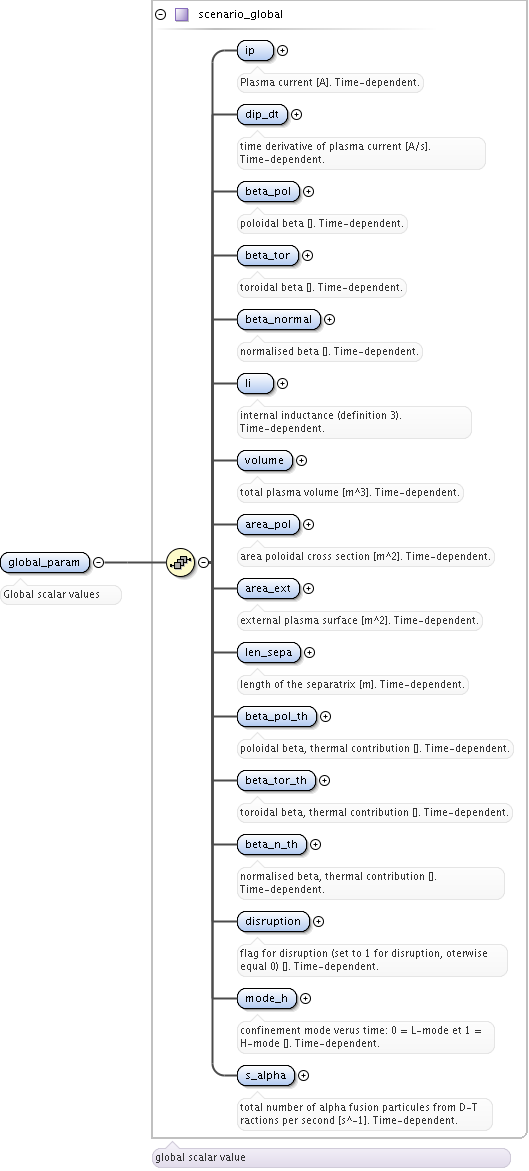 scenario_global
ip
Plasma current [A]. Time-dependent.
dip_dt
time derivative of plasma current [A/s].
Time-dependent.
beta_pol
poloidal beta []. Time-dependent.
beta_tor
toroidal beta []. Time-dependent.
beta_normal
normalised beta []. Time-dependent.
li
internal inductance (definition 3).
Time-dependent.
volume
total plasma volume [m^3]. Time-dependent.
area_pol
area poloidal cross section [m^2]. Time-dependent.
global_param
Global scalar values
area_ext
external plasma surface [m^2]. Time-dependent.
len_sepa
length of the separatrix [m]. Time-dependent.
beta_pol_th
poloidal beta, thermal contribution []. Time-dependent.
beta_tor_th
toroidal beta, thermal contribution []. Time-dependent.
beta_n_th
normalised beta, thermal contribution [].
Time-dependent.
disruption
flag for disruption (set to 1 for disruption, oterwise
equal 0) []. Time-dependent.
mode_h
confinement mode verus time: 0 = L-mode et 1 =
H-mode []. Time-dependent.
s_alpha
total number of alpha fusion particules from D-T
ractions per second [s^-1]. Time-dependent.
global scalar value